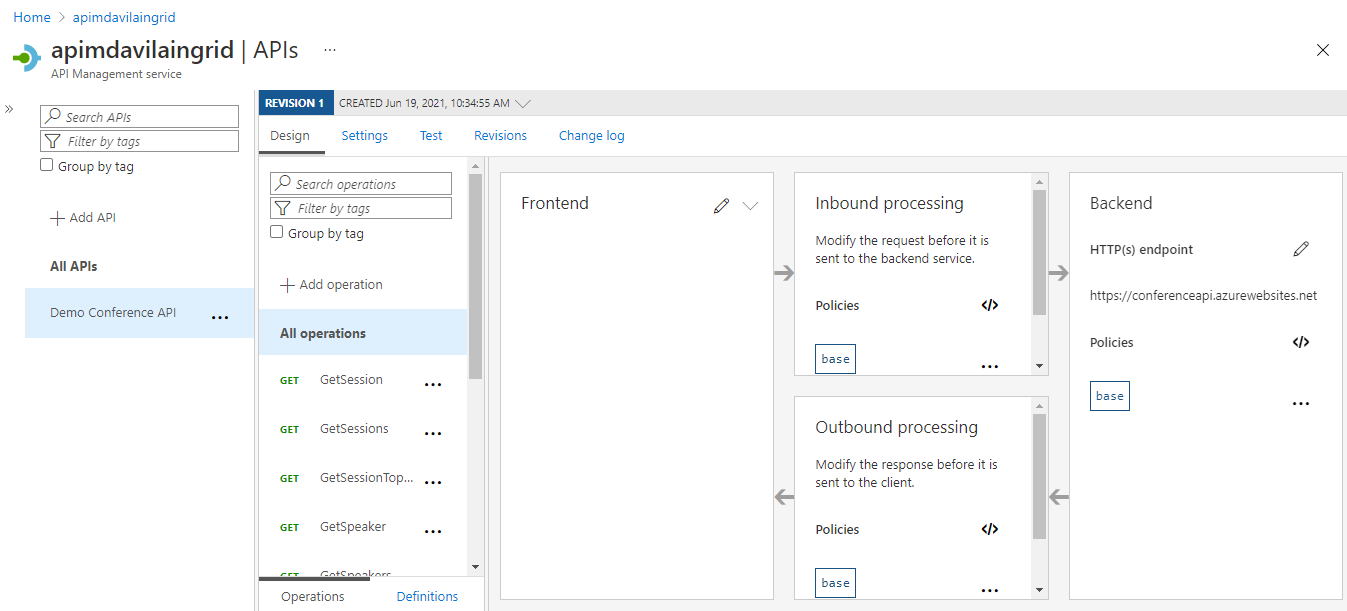 Home > apimdavilaingrid
apimdavilaingrid | APIs ...
API Management service
Search APIs
Filter by tags
Group by tag
Add API
All APIs
Demo Conference API
REVISION 1 CREATED Jun 19, 2021, 10:34:55 AM
Design Settings Test Revisions Change log
Search operations
Filter by tags
Group by tag
Add operation
All operations
GET GetSession
GET GetSessions
GET GetSessionTop...
GET GetSpeaker
GET GetSpeakers
Operations Definitions
Frontend
Inbound processing
Modify the request before it is
sent to the backend service.
Policies </>
base
Outbound processing
Modify the response before it is
sent to the client.
Policies </>
base
Backend
HTTP(s) endpoint
https://conferenceapi.azurewebsites.net
Policies </>
base